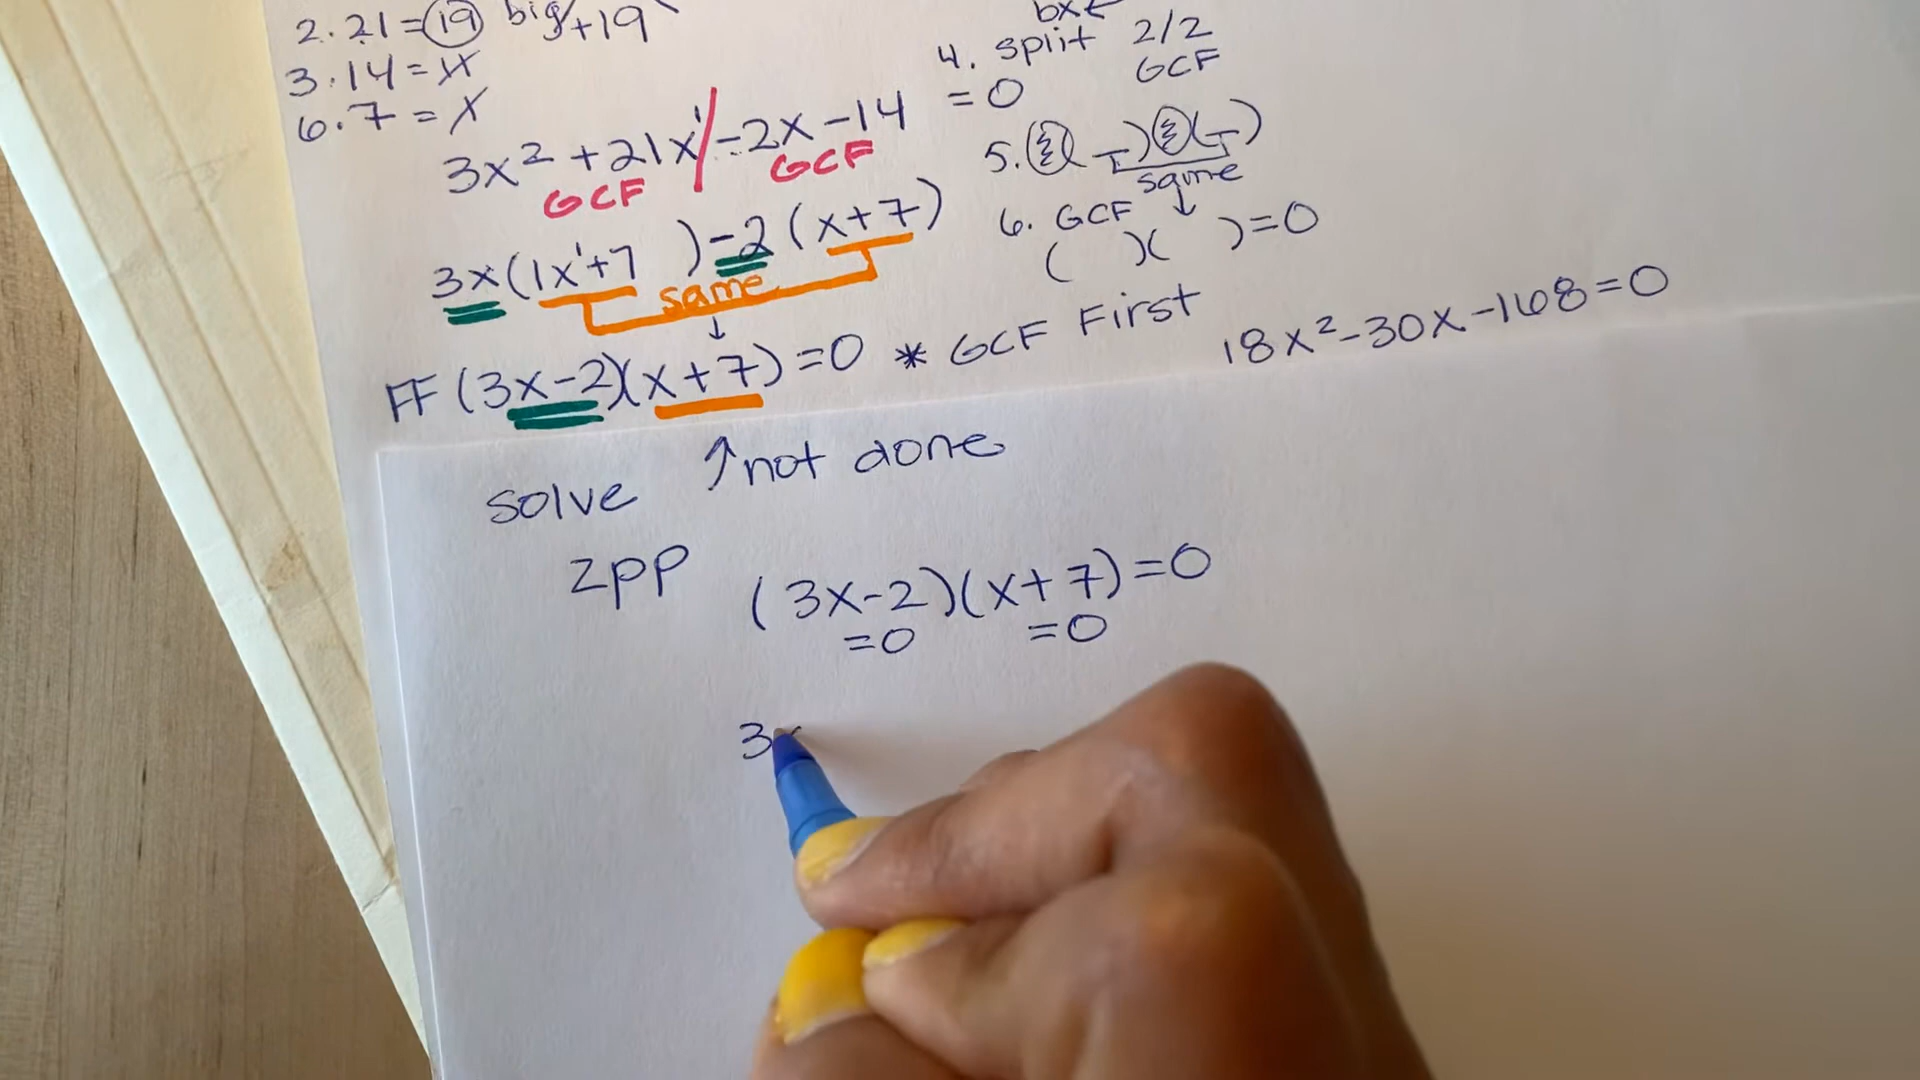 2.21=19 big/+19
3.14=x
6.7=x
bx←
4. split 2/2
=0 GCF
3x²+21x'/-2x-14
GCF GCF
5. ( _ ) ( _ )
same
↓
3x(1x'+7 )-2(x+7)
same
↓
6. GCF
( )( )=0
FF (3x-2)(x+7)=0 * GCF First
18x²-30x-168=0
↑not done
solve
ZPP (3x-2)(x+7)=0
=0 =0
3x